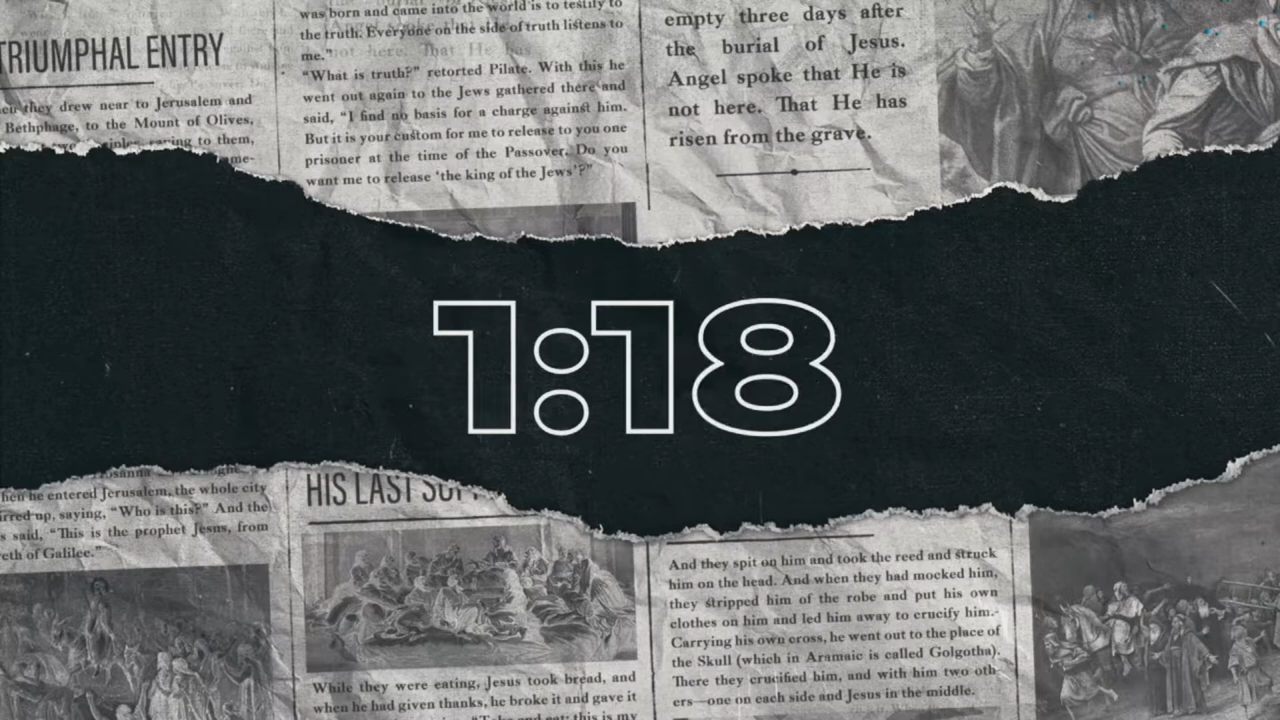 TRIUMPHAL ENTRY
they drew near to Jerusalem and
Bethphage, to the Mount of Olives,
to them,
was born and came into the world is to testify to
the truth. Everyone on the side of truth listens to
me."
"What is truth?" retorted Pilate. With this he
went out again to the Jews gathered there and
said, "I find no basis for a charge against him.
But it is your custom for me to release to you one
prisoner at the time of the Passover. Do you
want me to release 'the king of the Jews'?"
empty three days after
the burial of Jesus.
Angel spoke that He is
not here. That He has
risen from the grave.
1:18
he entered Jerusalem, the whole city
up, saying, "Who is this?" And the
said, "This is the prophet Jesus, from
of Galilee."
HIS LAST
While they were eating, Jesus took bread, and
when he had given thanks, he broke it and gave it
And they spit on him and took the reed and struck
him on the head. And when they had mocked him,
they stripped him of the robe and put his own
clothes on him and led him away to crucify him.
Carrying his own cross, he went out to the place of
the Skull (which in Aramaic is called Golgotha).
There they crucified him, and with him two oth-
ers—one on each side and Jesus in the middle.